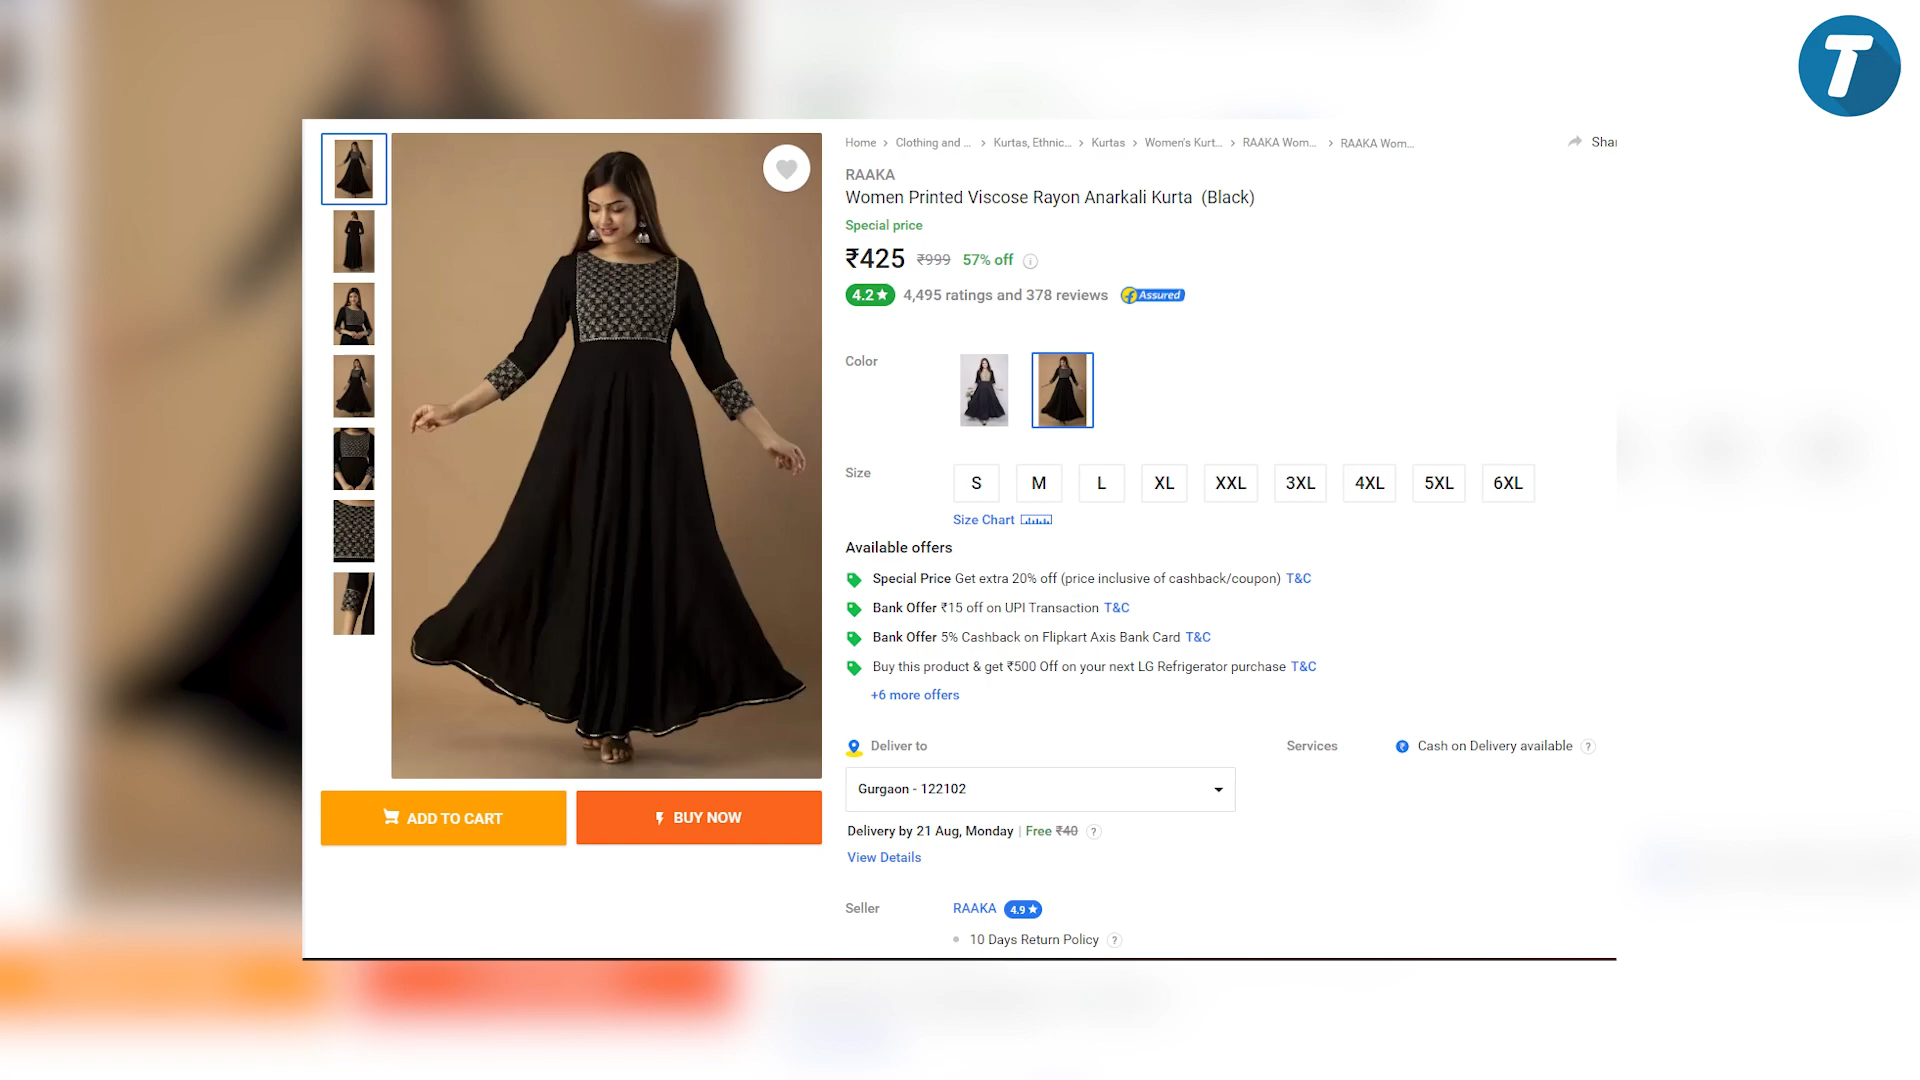 T
Home > Clothing and ... > Kurtas, Ethnic... > Kurtas > Women's Kurt... > RAAKA Wom... > RAAKA Wom...
Shar
RAAKA
Women Printed Viscose Rayon Anarkali Kurta (Black)
Special price
₹425 ₹999 57% off i
4.2★ 4,495 ratings and 378 reviews f Assured
Color
Size
S M L XL XXL 3XL 4XL 5XL 6XL
Size Chart
Available offers
Special Price Get extra 20% off (price inclusive of cashback/coupon) T&C
Bank Offer ₹15 off on UPI Transaction T&C
Bank Offer 5% Cashback on Flipkart Axis Bank Card T&C
Buy this product & get ₹500 Off on your next LG Refrigerator purchase T&C
+6 more offers
Deliver to
Services
₹ Cash on Delivery available ?
Gurgaon - 122102
Delivery by 21 Aug, Monday | Free ₹40 ?
View Details
ADD TO CART
BUY NOW
Seller
RAAKA 4.9★
10 Days Return Policy ?